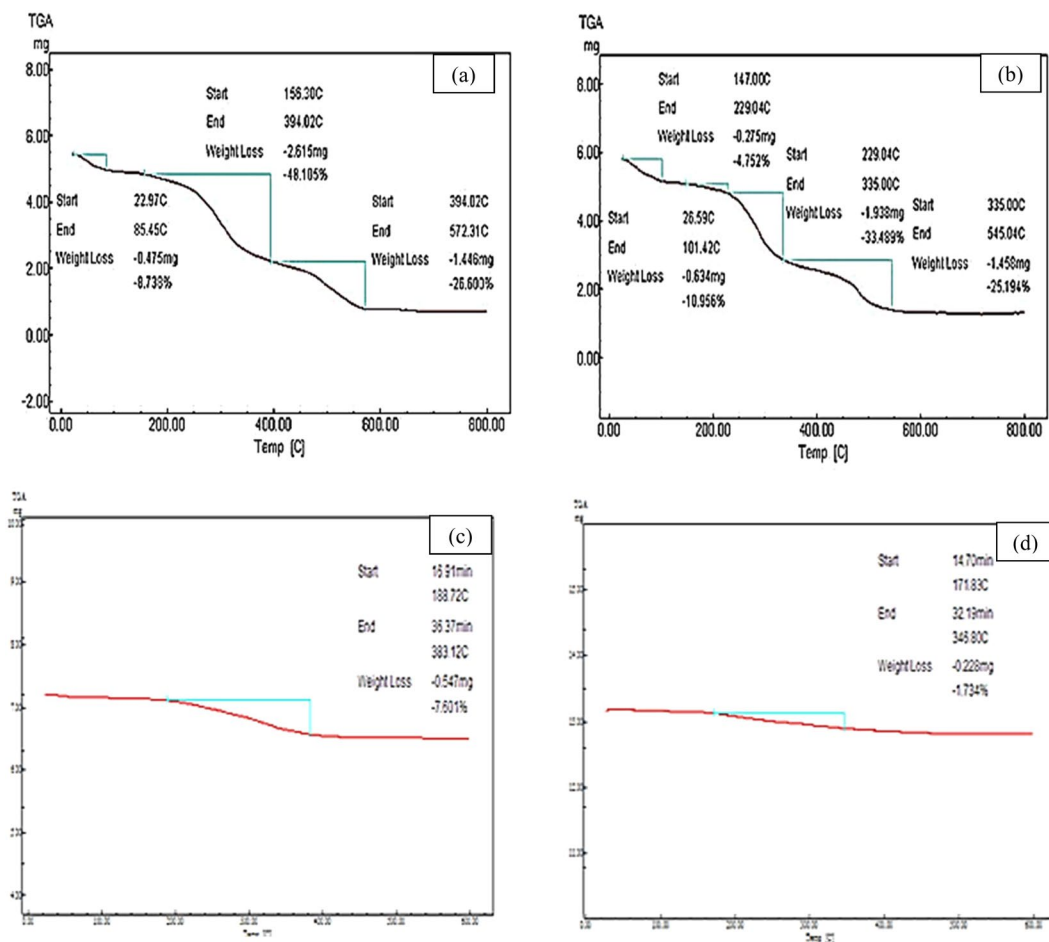 TGA
mg
(a)
8.00
6.00
4.00
2.00
0.00
-2.00
Start 156.30C
End 394.02C
Weight Loss -2.615mg
-48.105%
Start 22.97C
End 85.45C
Weight Loss -0.475mg
-8.738%
Start 394.02C
End 572.31C
Weight Loss -1.446mg
-26.600%
0.00 200.00 400.00 600.00 800.00
Temp [C]
TGA
mg
(b)
8.00
6.00
4.00
2.00
0.00
Start 147.00C
End 229.04C
Weight Loss -0.275mg
-4.752%
Start 229.04C
End 335.00C
Weight Loss -1.938mg
-33.489%
Start 26.59C
End 101.42C
Weight Loss -0.634mg
-10.956%
Start 335.00C
End 545.04C
Weight Loss -1.458mg
-25.194%
0.00 200.00 400.00 600.00 800.00
Temp [C]
TGA
mg
(c)
Start 16.91min
188.72C
End 36.37min
383.12C
Weight Loss -0.547mg
-7.601%
TGA
mg
(d)
Start 14.70min
171.83C
End 32.19min
346.80C
Weight Loss -0.228mg
-1.734%